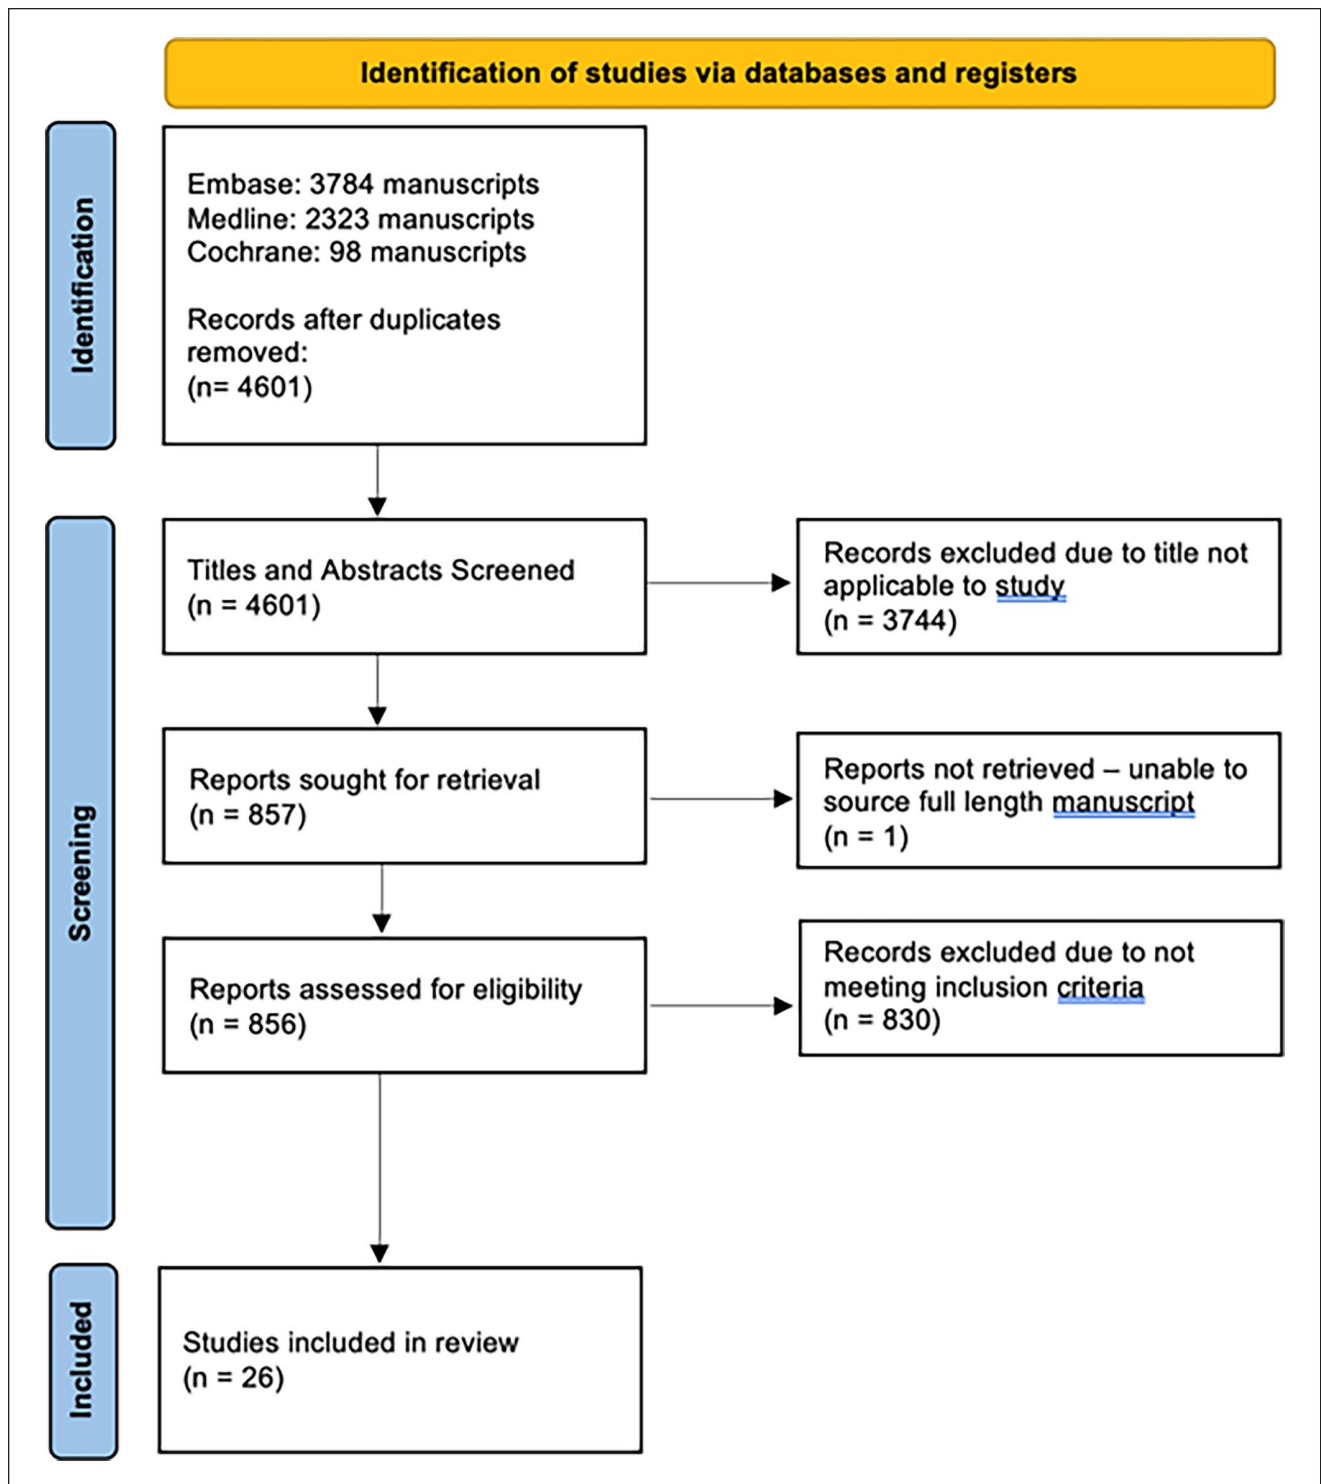 Identification of studies via databases and registers
Identification
Embase: 3784 manuscripts
Medline: 2323 manuscripts
Cochrane: 98 manuscripts
Records after duplicates
removed:
(n= 4601)
Screening
Titles and Abstracts Screened
(n = 4601)
Records excluded due to title not
applicable to study
(n = 3744)
Reports sought for retrieval
(n = 857)
Reports not retrieved – unable to
source full length manuscript
(n = 1)
Reports assessed for eligibility
(n = 856)
Records excluded due to not
meeting inclusion criteria
(n = 830)
Included
Studies included in review
(n = 26)